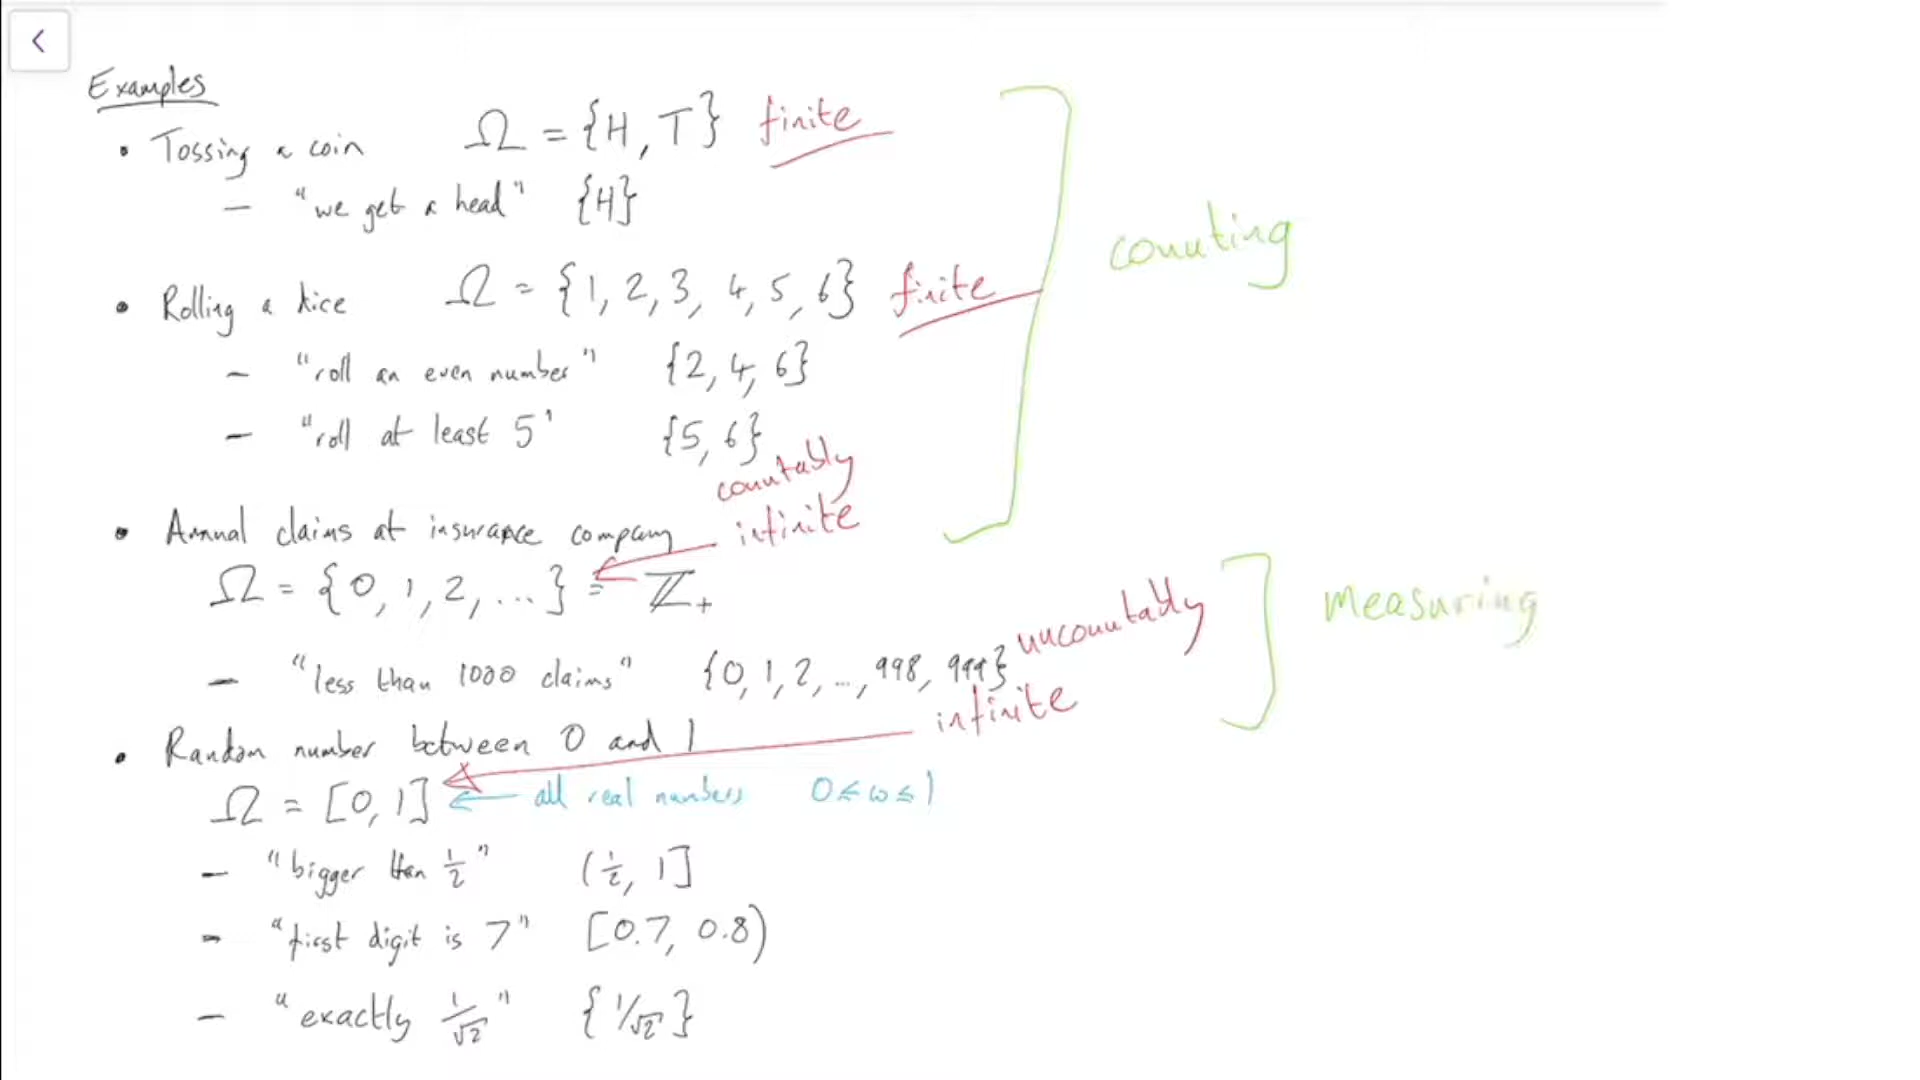 Examples
• Tossing a coin Ω = {H, T} finite
– "we get a head" {H}
counting
• Rolling a dice Ω = {1, 2, 3, 4, 5, 6} finite
– "roll an even number" {2, 4, 6}
– "roll at least 5" {5, 6}
countably
infinite
• Annual claims at insurance company
Ω = {0, 1, 2, ...} = ℤ₊
measuring
– "less than 1000 claims" {0, 1, 2, ..., 998, 999}
uncountably
infinite
• Random number between 0 and 1
Ω = [0, 1] ← all real numbers 0 ≤ ω ≤ 1
– "bigger than 1/2" (1/2, 1]
– "first digit is 7" [0.7, 0.8)
– "exactly 1/√2" {1/√2}